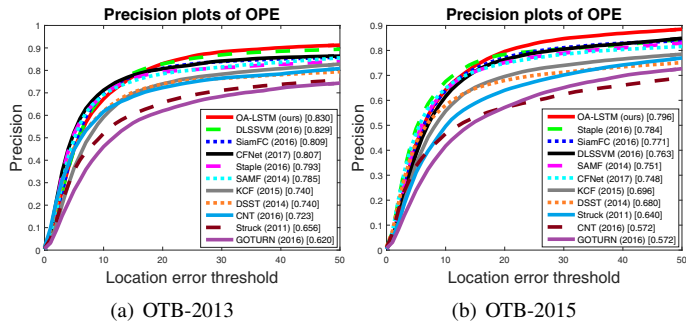 Precision plots of OPE
Precision
1
0.9
0.8
0.7
0.6
0.5
0.4
0.3
0.2
0.1
0
0 10 20 30 40 50
Location error threshold
OA-LSTM (ours) [0.830]
DLSSVM (2016) [0.829]
SiamFC (2016) [0.809]
CFNet (2017) [0.807]
Staple (2016) [0.793]
SAMF (2014) [0.785]
KCF (2015) [0.740]
DSST (2014) [0.740]
CNT (2016) [0.723]
Struck (2011) [0.656]
GOTURN (2016) [0.620]
(a) OTB-2013
Precision plots of OPE
Precision
0.9
0.8
0.7
0.6
0.5
0.4
0.3
0.2
0.1
0
0 10 20 30 40 50
Location error threshold
OA-LSTM (ours) [0.796]
Staple (2016) [0.784]
SiamFC (2016) [0.771]
DLSSVM (2016) [0.763]
SAMF (2014) [0.751]
CFNet (2017) [0.748]
KCF (2015) [0.696]
DSST (2014) [0.680]
Struck (2011) [0.640]
CNT (2016) [0.572]
GOTURN (2016) [0.572]
(b) OTB-2015